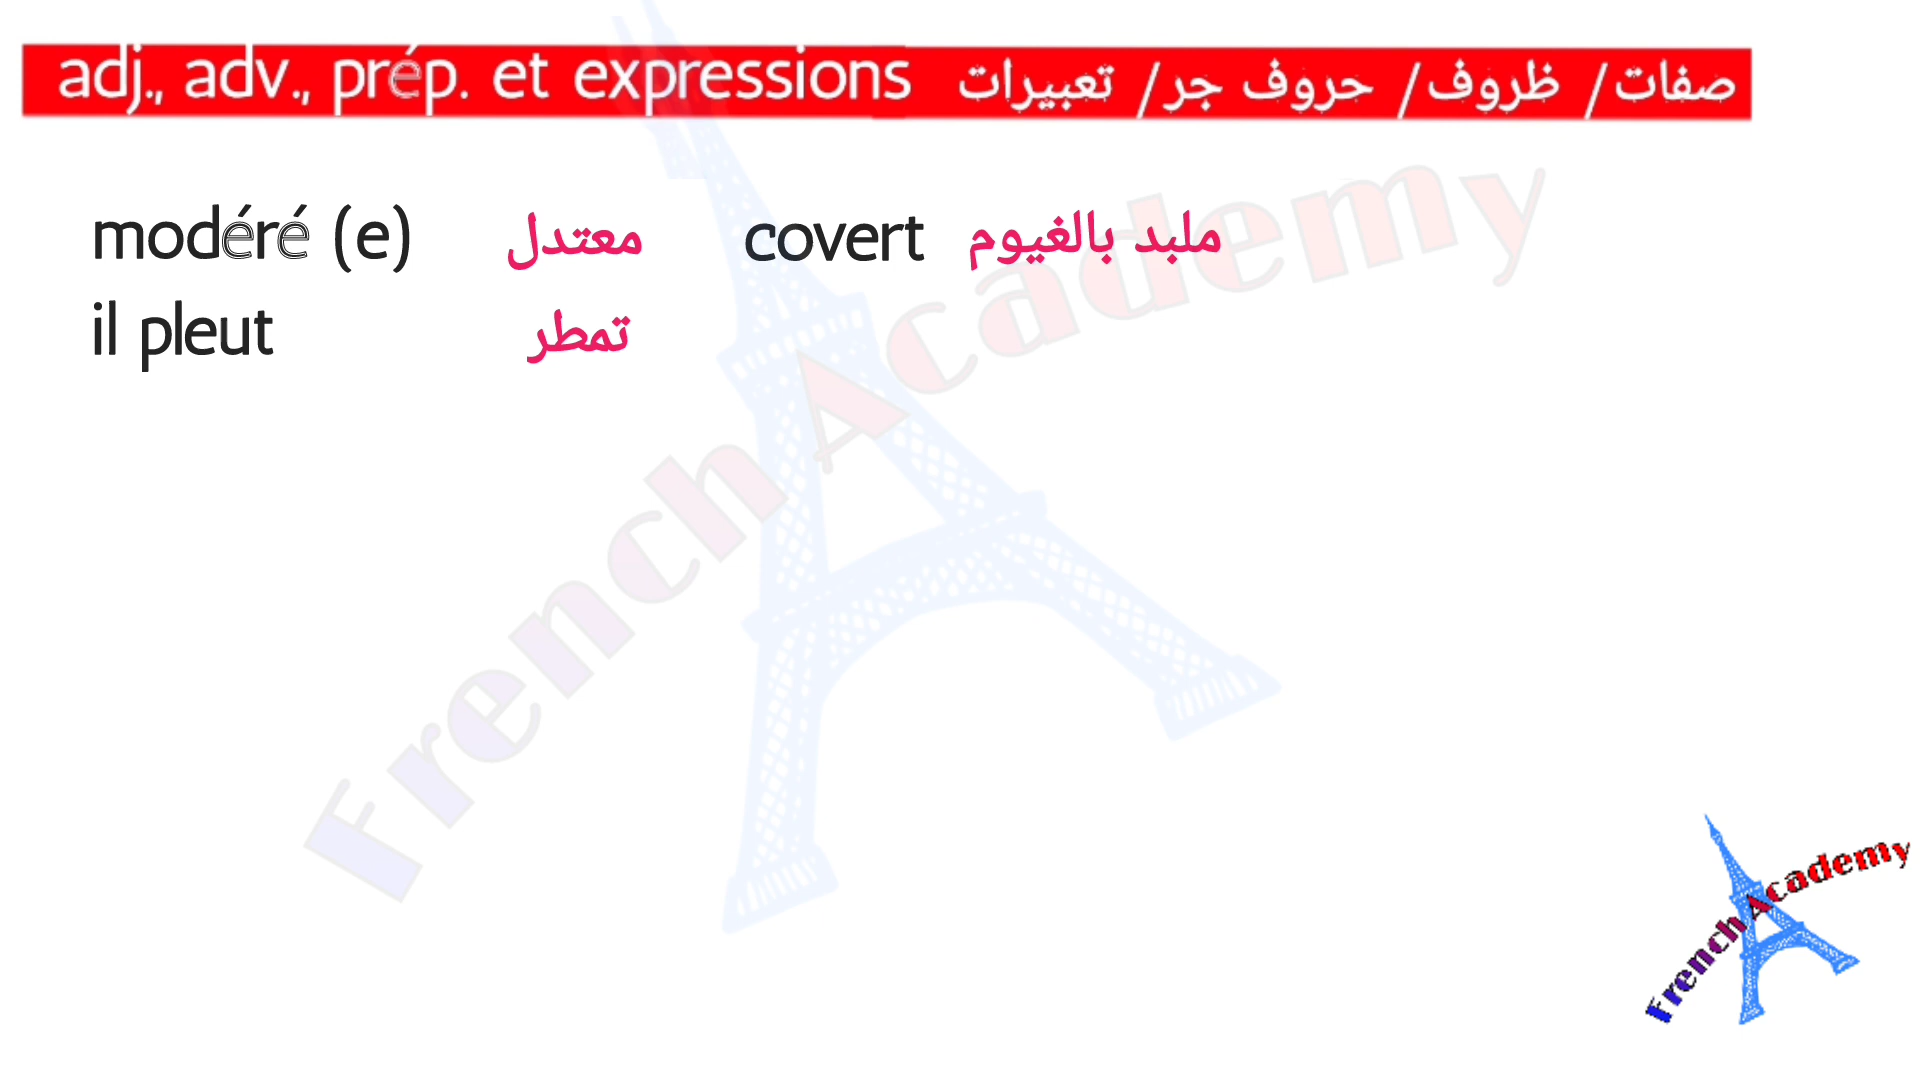 adj., adv., prép. et expressions صفات/ ظروف/ حروف جر/ تعبيرات
modéré (e) معتدل covert ملبد بالغيوم
il pleut تمطر
French Academy
French Academy